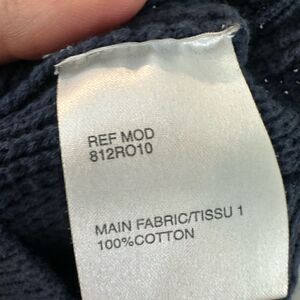 REF MOD
812RO10
MAIN FABRIC/TISSU 1
100%COTTON